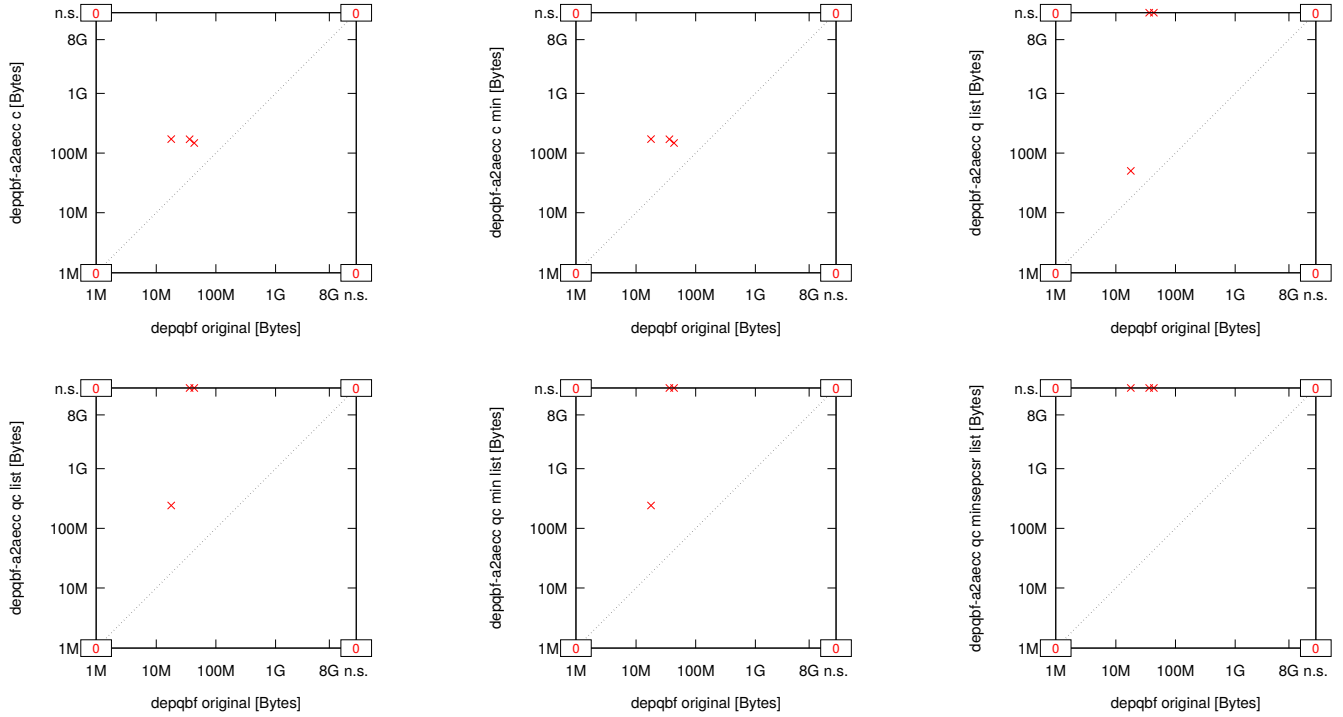 n.s. 0 0
8G
1G
100M
10M
1M 0 0
1M 10M 100M 1G 8G n.s.
depqbf-a2aecc c [Bytes]
depqbf original [Bytes]
n.s. 0 0
8G
1G
100M
10M
1M 0 0
1M 10M 100M 1G 8G n.s.
depqbf-a2aecc c min [Bytes]
depqbf original [Bytes]
n.s. 0 0
8G
1G
100M
10M
1M 0 0
1M 10M 100M 1G 8G n.s.
depqbf-a2aecc q list [Bytes]
depqbf original [Bytes]
n.s. 0 0
8G
1G
100M
10M
1M 0 0
1M 10M 100M 1G 8G n.s.
depqbf-a2aecc qc list [Bytes]
depqbf original [Bytes]
n.s. 0 0
8G
1G
100M
10M
1M 0 0
1M 10M 100M 1G 8G n.s.
depqbf-a2aecc qc min list [Bytes]
depqbf original [Bytes]
n.s. 0 0
8G
1G
100M
10M
1M 0 0
1M 10M 100M 1G 8G n.s.
depqbf-a2aecc qc minsepcsr list [Bytes]
depqbf original [Bytes]